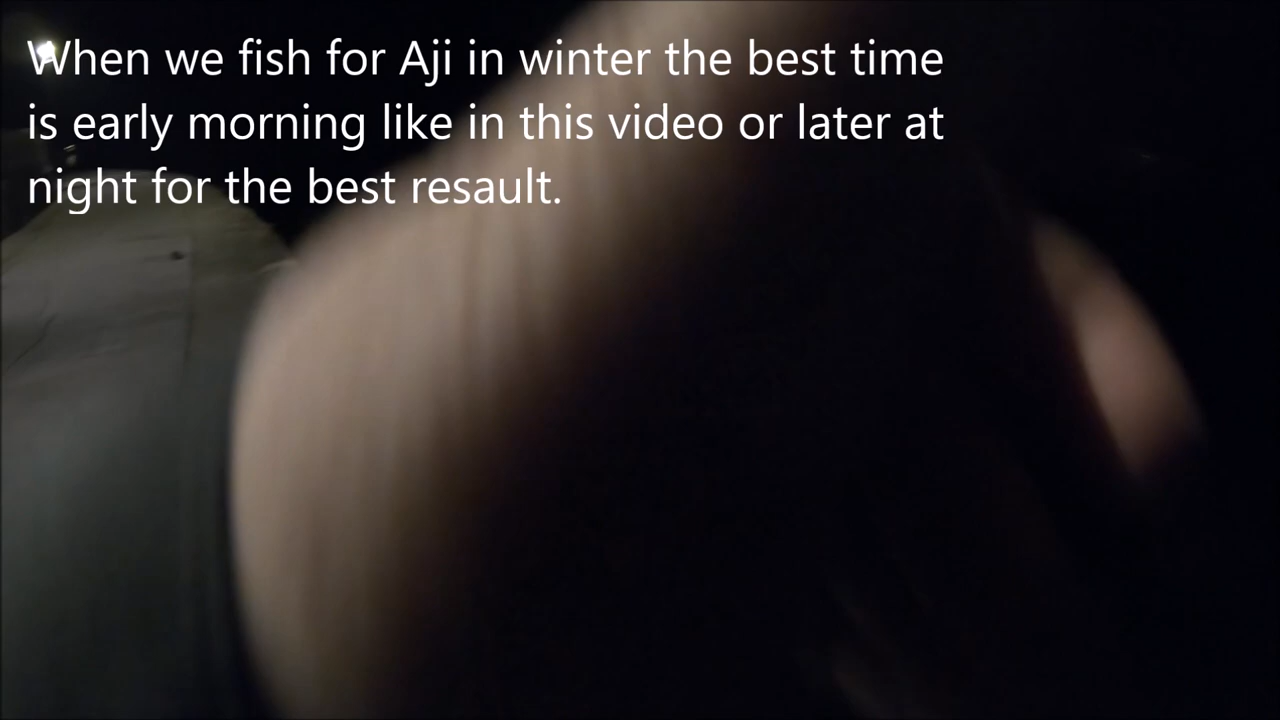 When we fish for Aji in winter the best time
is early morning like in this video or later at
night for the best resault.